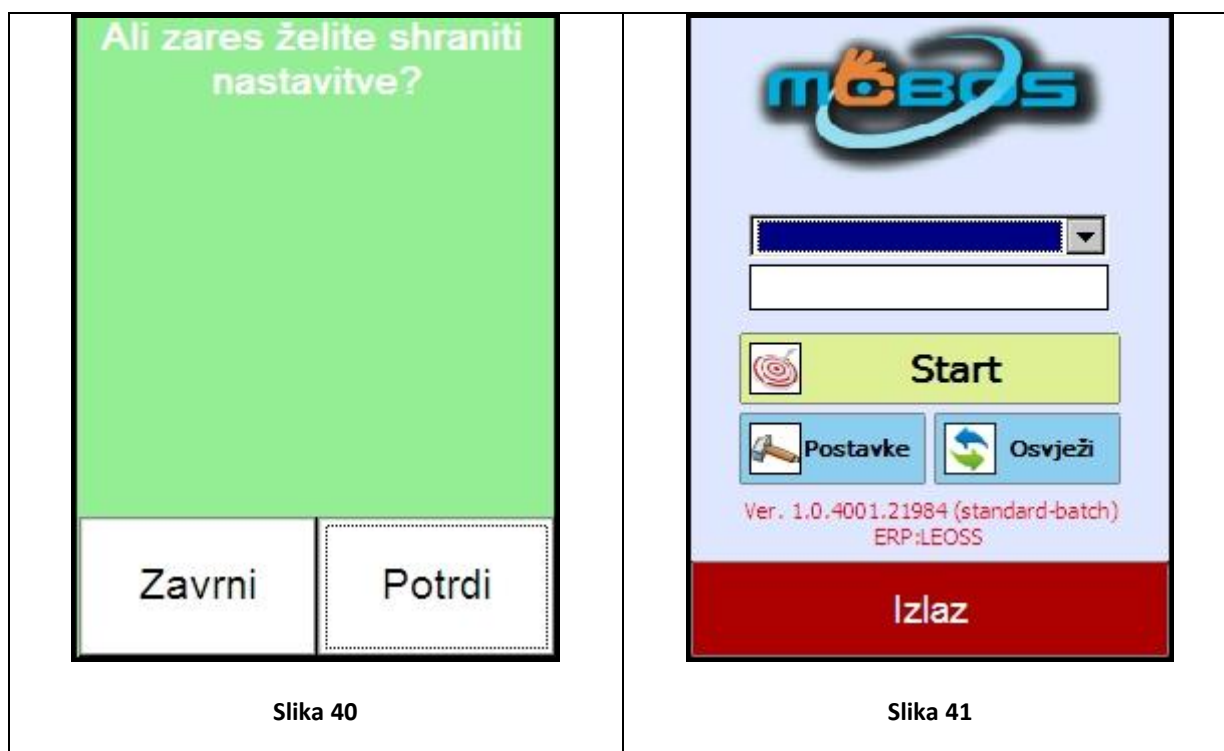 Ali zares želite shraniti
nastavitve?
Zavrni
Potrdi
Slika 40
MOBOS
Start
Postavke
Osvježi
Ver. 1.0.4001.21984 (standard-batch)
ERP:LEOSS
Izlaz
Slika 41